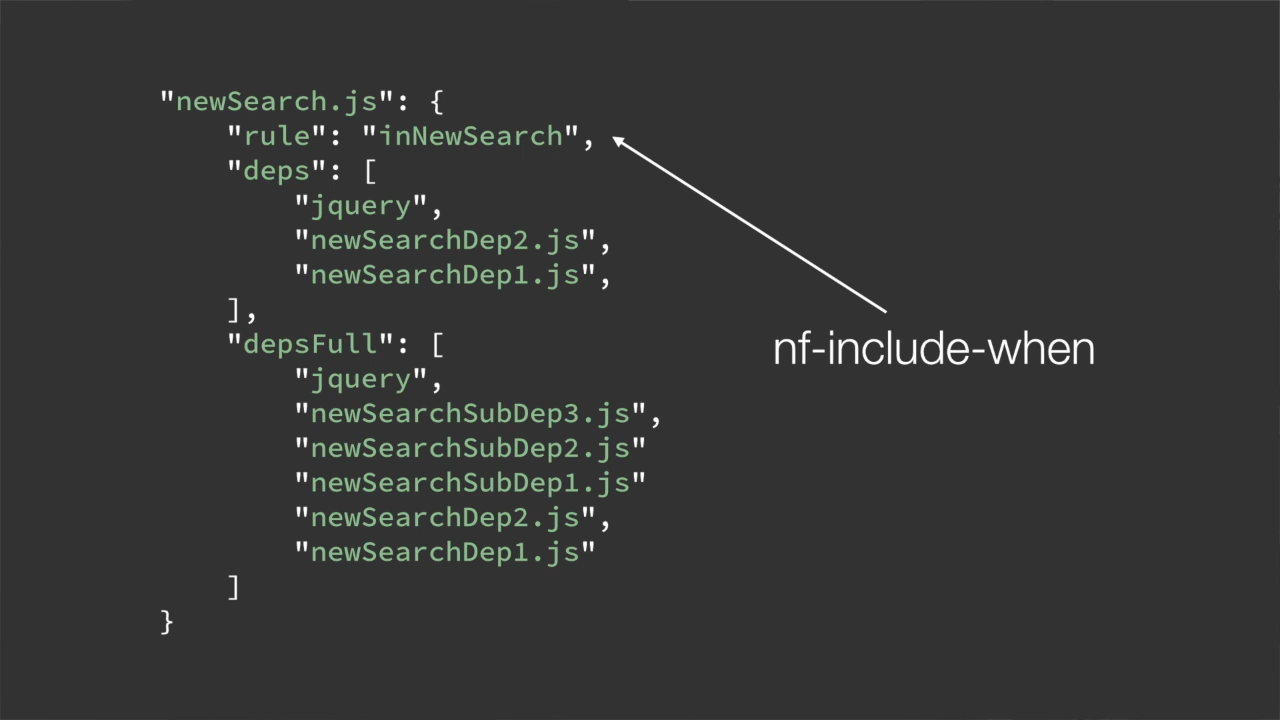 "newSearch.js": {
"rule": "inNewSearch",
"deps": [
"jquery",
"newSearchDep2.js",
"newSearchDep1.js",
],
"depsFull": [
"jquery",
"newSearchSubDep3.js",
"newSearchSubDep2.js"
"newSearchSubDep1.js"
"newSearchDep2.js",
"newSearchDep1.js"
]
}
nf-include-when